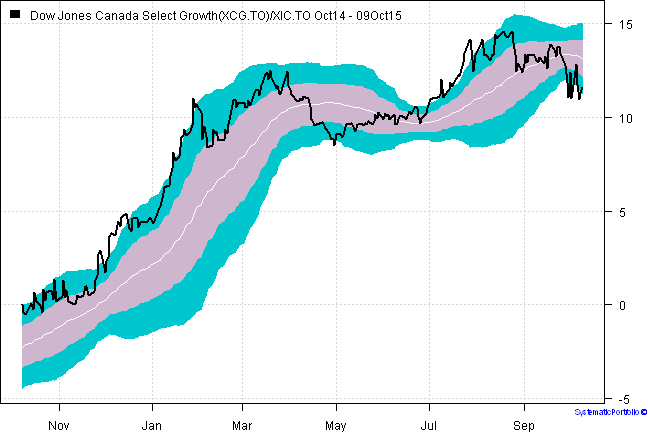 Dow Jones Canada Select Growth(XCG.TO)/XIC.TO Oct14 - 09Oct15
15
10
5
0
-5
Nov Jan Mar May Jul Sep
SystematicPortfolio ©